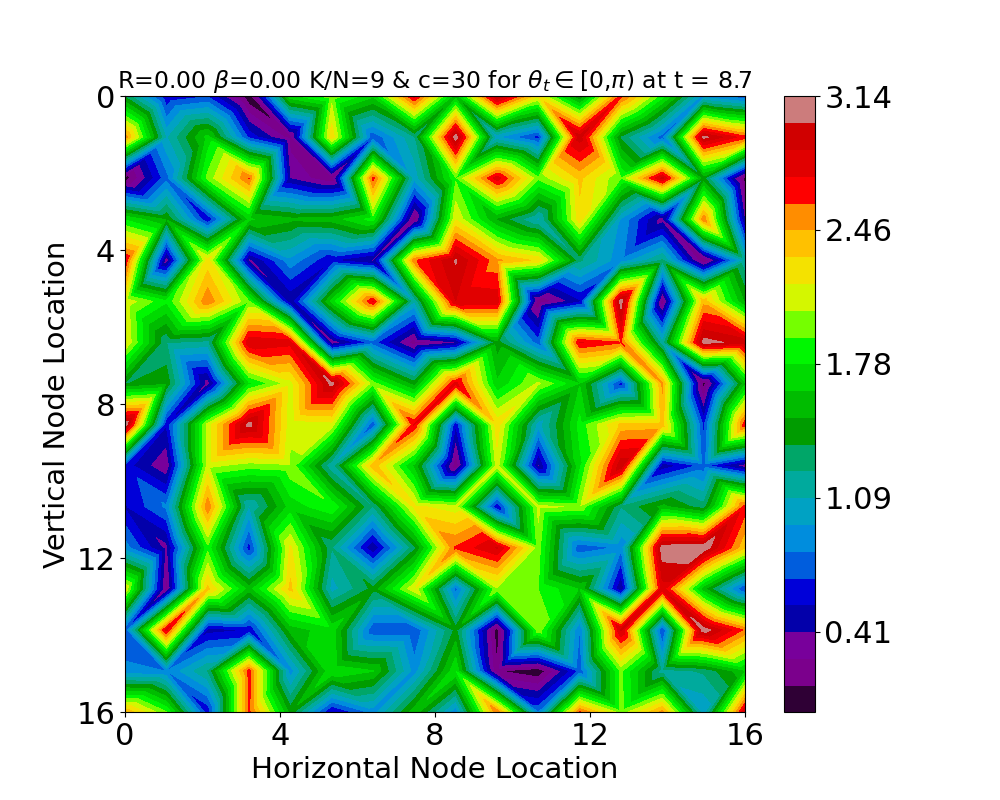 R=0.00 β=0.00 K/N=9 & c=30 for θ_t ∈ [0,π) at t = 8.7
0
4
8
12
16
Vertical Node Location
0 4 8 12 16
Horizontal Node Location
3.14
2.46
1.78
1.09
0.41